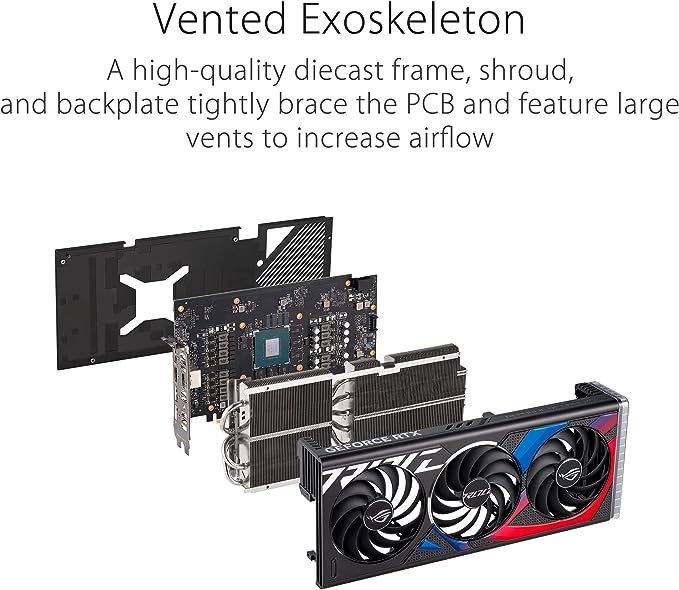 Vented Exoskeleton
A high-quality diecast frame, shroud,
and backplate tightly brace the PCB and feature large
vents to increase airflow
GEFORCE RTX